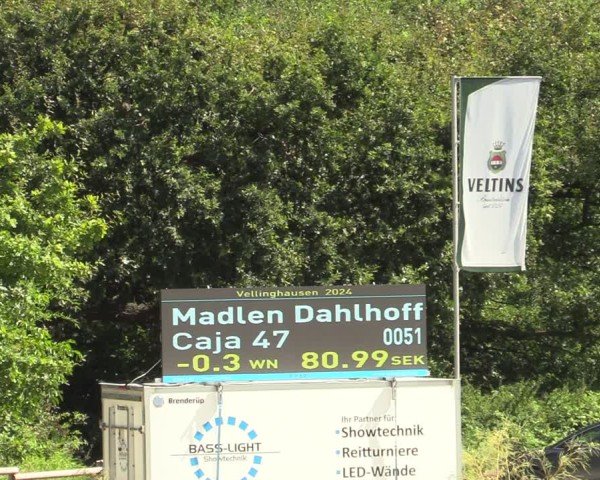 VELTINS
Vellinghausen 2024
Madlen Dahlhoff
Caja 47 0051
-0.3 WN 80.99 SEK
Brenderup
BASS-LIGHT
Showtechnik
Ihr Partner für:
Showtechnik
Reitturniere
LED-Wände